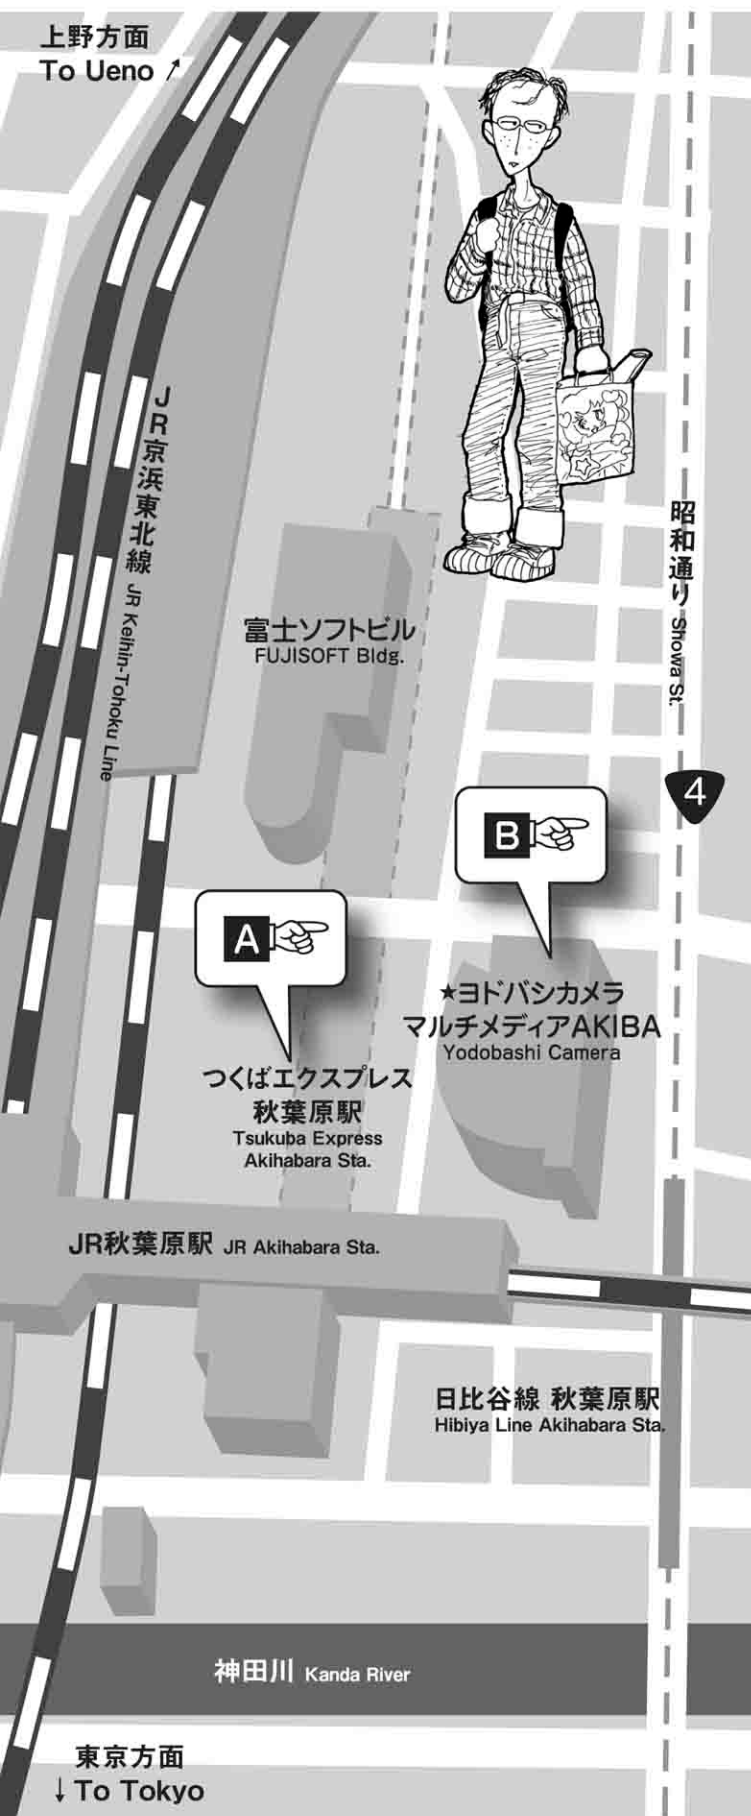 上野方面
To Ueno ↗
JR京浜東北線 JR Keihin-Tohoku Line
昭和通り Showa St.
富士ソフトビル
FUJISOFT Bldg.
4
B
A
★ヨドバシカメラ
マルチメディアAKIBA
Yodobashi Camera
つくばエクスプレス
秋葉原駅
Tsukuba Express
Akihabara Sta.
JR秋葉原駅 JR Akihabara Sta.
日比谷線 秋葉原駅
Hibiya Line Akihabara Sta.
神田川 Kanda River
東京方面
↓To Tokyo